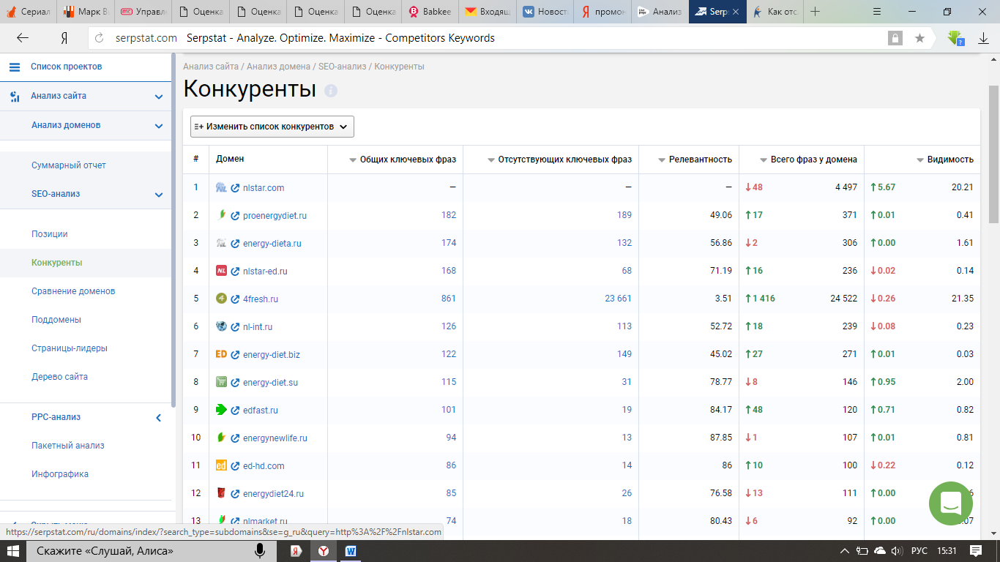 Сериал
Марк В
Управл
Оценка
Оценка
Оценка
Оценка
Babkee
Входящ
Новост
промон
Анализ
Serps
Как отс
serpstat.com Serpstat - Analyze. Optimize. Maximize - Competitors Keywords
Список проектов
Анализ сайта
Анализ доменов
Суммарный отчет
SEO-анализ
Позиции
Конкуренты
Сравнение доменов
Поддомены
Страницы-лидеры
Дерево сайта
PPC-анализ
Пакетный анализ
Инфографика
Анализ сайта / Анализ домена / SEO-анализ / Конкуренты
Конкуренты
Изменить список конкурентов
# Домен Общих ключевых фраз Отсутствующих ключевых фраз Релевантность Всего фраз у домена Видимость
1 nlstar.com – – – ↓48 4 497 ↑5.67 20.21
2 proenergydiet.ru 182 189 49.06 ↑17 371 ↑0.01 0.41
3 energy-dieta.ru 174 132 56.86 ↓2 306 ↑0.00 1.61
4 NL nlstar-ed.ru 168 68 71.19 ↑16 236 ↓0.02 0.14
5 4 4fresh.ru 861 23 661 3.51 ↑1 416 24 522 ↓0.26 21.35
6 nl-int.ru 126 113 52.72 ↑18 239 ↓0.08 0.23
7 ED energy-diet.biz 122 149 45.02 ↑27 271 ↑0.01 0.03
8 energy-diet.su 115 31 78.77 ↓8 146 ↑0.95 2.00
9 edfast.ru 101 19 84.17 ↑48 120 ↑0.71 0.82
10 energynewlife.ru 94 13 87.85 ↓1 107 ↑0.01 0.81
11 ed ed-hd.com 86 14 86 ↑10 100 ↓0.22 0.12
12 energydiet24.ru 85 26 76.58 ↓13 111 ↑0.00
13 nlmarket.ru 74 18 80.43 ↓6 92 ↑0.00
https://serpstat.com/ru/domains/index/?search_type=subdomains&se=g_ru&query=http%3A%2F%2Fnlstar.com
Скажите «Слушай, Алиса»
РУС 15:31